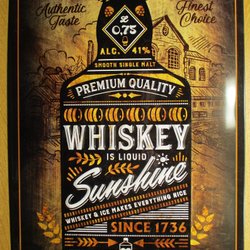 Authentic Taste
Finest Choice
ℒ 0,75
ALC. 41%
SMOOTH SINGLE MALT
PREMIUM QUALITY
WHISKEY
IS LIQUID
Sunshine
WHISKEY & ICE MAKES EVERYTHING NICE
SINCE 1736